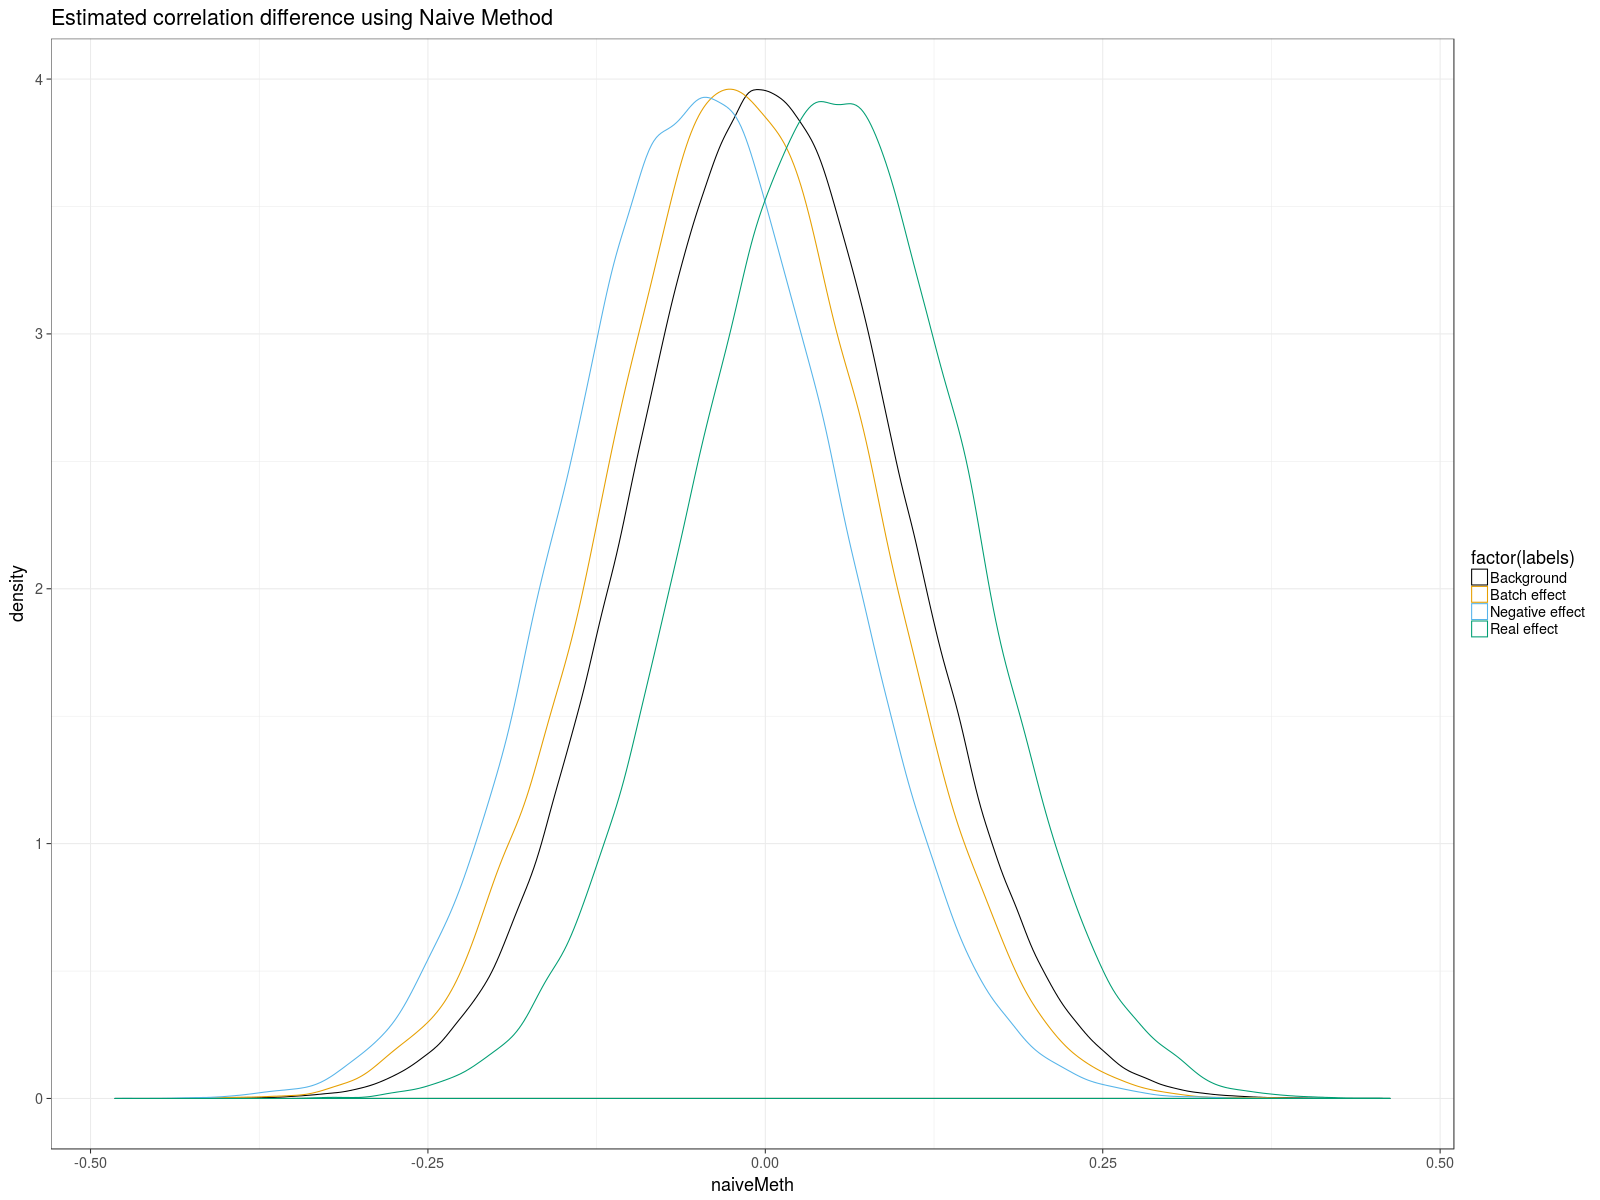 Estimated correlation difference using Naive Method
density
4
3
2
1
0
-0.50 -0.25 0.00 0.25 0.50
naiveMeth
factor(labels)
Background
Batch effect
Negative effect
Real effect